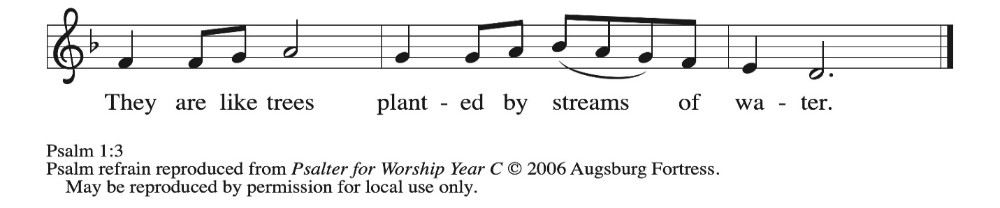 They are like trees plant - ed by streams of wa - ter.
Psalm 1:3
Psalm refrain reproduced from Psalter for Worship Year C © 2006 Augsburg Fortress.
May be reproduced by permission for local use only.